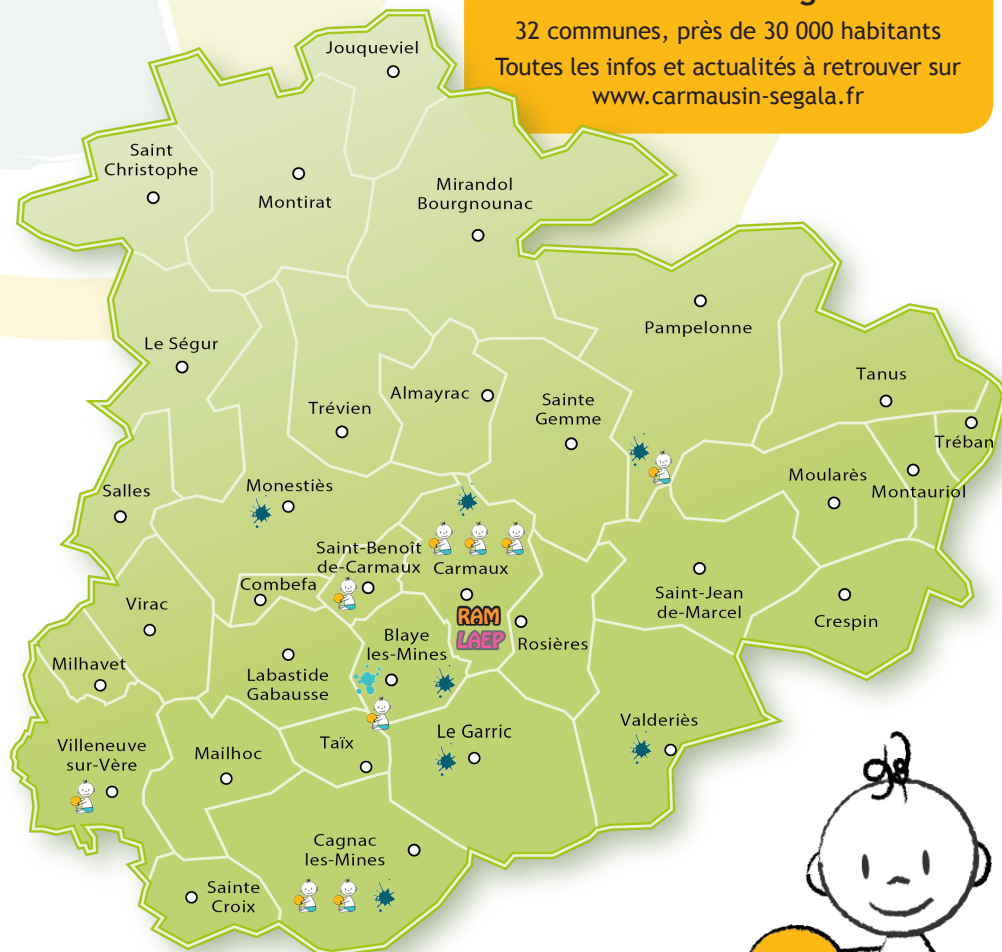 32 communes, près de 30 000 habitants
Toutes les infos et actualités à retrouver sur
www.carmausin-segala.fr
Jouqueviel
Saint
Christophe
Montirat
Mirandol
Bourgnounac
Pampelonne
Le Ségur
Almayrac
Trévien
Sainte
Gemme
Tanus
Tréban
Moularès
Montauriol
Salles
Monestiès
Saint-Benoît
de-Carmaux
Carmaux
Combefa
Virac
RAM
LAEP
Rosières
Saint-Jean
de-Marcel
Crespin
Blaye
les-Mines
Milhavet
Labastide
Gabausse
Villeneuve
sur-Vère
Mailhoc
Taïx
Le Garric
Valderiès
Cagnac
les-Mines
Sainte
Croix